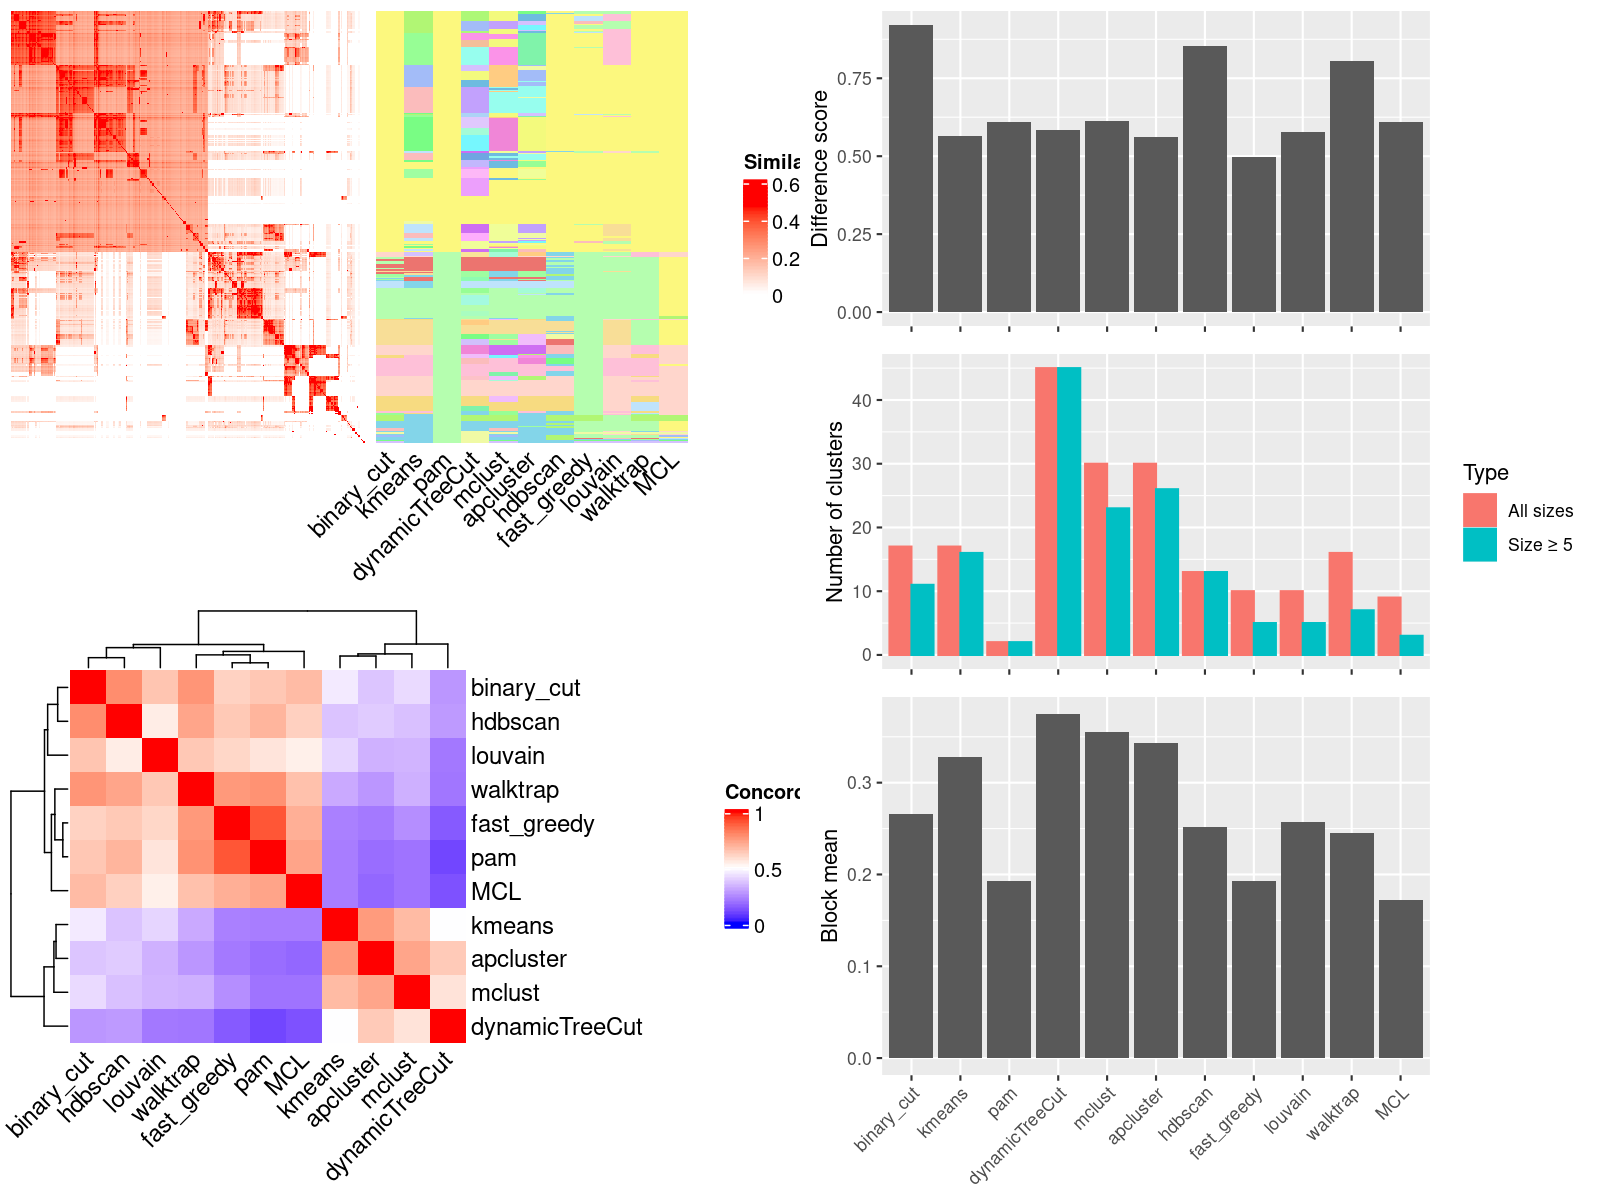 Simila
0.6
0.4
0.2
0
binary_cut
kmeans
pam
dynamicTreeCut
mclust
apcluster
hdbscan
fast_greedy
louvain
walktrap
MCL
binary_cut
hdbscan
louvain
walktrap
fast_greedy
pam
MCL
kmeans
apcluster
mclust
dynamicTreeCut
binary_cut
hdbscan
louvain
walktrap
fast_greedy
pam
MCL
kmeans
apcluster
mclust
dynamicTreeCut
Concord
1
0.5
0
Difference score
0.75
0.50
0.25
0.00
Number of clusters
40
30
20
10
0
Type
All sizes
Size ≥ 5
Block mean
0.3
0.2
0.1
0.0
binary_cut
kmeans
pam
dynamicTreeCut
mclust
apcluster
hdbscan
fast_greedy
louvain
walktrap
MCL